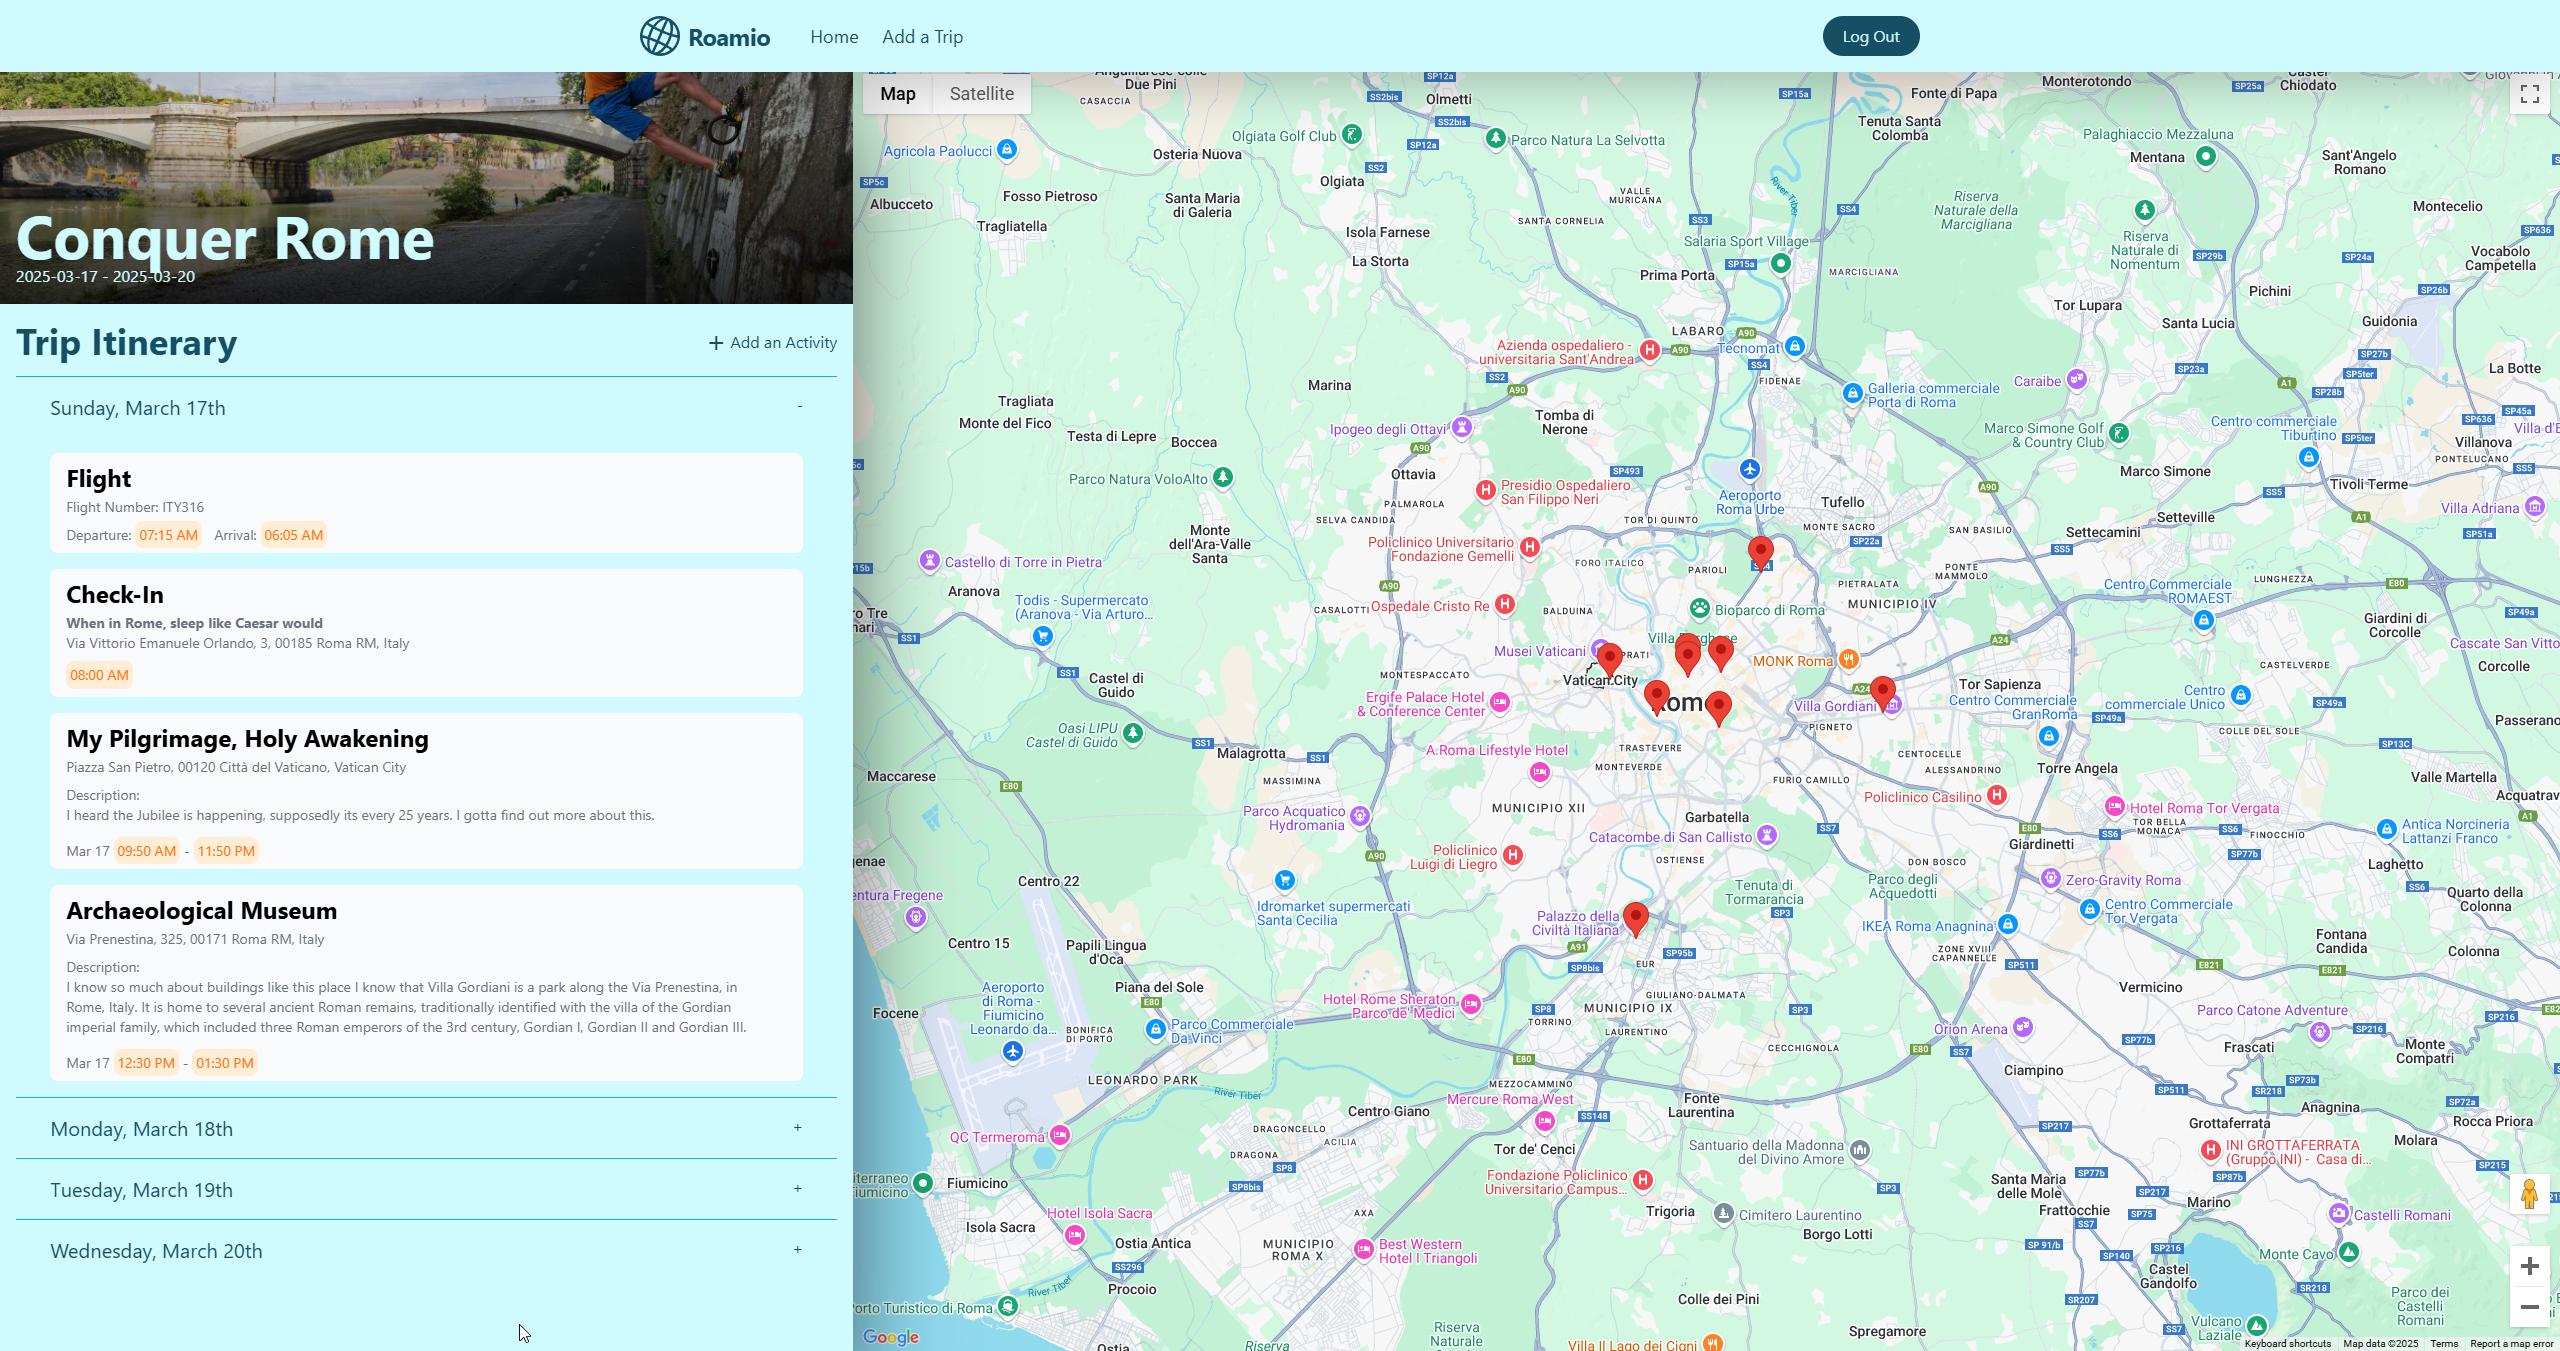 Roamio
Home
Add a Trip
Log Out
Conquer Rome
2025-03-17 - 2025-03-20
Trip Itinerary
+ Add an Activity
Sunday, March 17th
-
Flight
Flight Number: ITY316
Departure: 07:15 AM Arrival: 06:05 AM
Check-In
When in Rome, sleep like Caesar would
Via Vittorio Emanuele Orlando, 3, 00185 Roma RM, Italy
08:00 AM
My Pilgrimage, Holy Awakening
Piazza San Pietro, 00120 Città del Vaticano, Vatican City
Description:
I heard the Jubilee is happening, supposedly its every 25 years. I gotta find out more about this.
Mar 17 09:50 AM - 11:50 PM
Archaeological Museum
Via Prenestina, 325, 00171 Roma RM, Italy
Description:
I know so much about buildings like this place I know that Villa Gordiani is a park along the Via Prenestina, in
Rome, Italy. It is home to several ancient Roman remains, traditionally identified with the villa of the Gordian
imperial family, which included three Roman emperors of the 3rd century, Gordian I, Gordian II and Gordian III.
Mar 17 12:30 PM - 01:30 PM
Monday, March 18th
+
Tuesday, March 19th
+
Wednesday, March 20th
+
Map
Satellite
Due Pini
CASACCIA
Olmetti
Monterotondo
Fonte di Papa
Chiodato
Tenuta Santa
Colomba
Agricola Paolucci
Osteria Nuova
Olgiata Golf Club
Parco Natura La Selvotta
Palaghiaccio Mezzaluna
Mentana
Sant'Angelo
Romano
Albucceto
Fosso Pietroso
Santa Maria
di Galeria
Olgiata
VALLE
MURICANA
Riserva
Naturale della
Marcigliana
Montecelio
Tragliatella
SANTA CORNELIA
Isola Farnese
La Storta
Salaria Sport Village
Prima Porta
MARCIGLIANA
Riserva
Naturale di
Nomentum
Vocabolo
Campetella
Pichini
Tor Lupara
Santa Lucia
Guidonia
LABARO
Azienda ospedaliero -
universitaria Sant'Andrea
Tecnomat
FIDENAE
Marina
Galleria commerciale
Porta di Roma
Caraibe
La Botte
Tragliata
Monte del Fico
Testa di Lepre
Boccea
Ipogeo degli Ottavi
Tomba di
Nerone
Marco Simone Golf
& Country Club
Centro commerciale
Tiburtino
Villanova
PONTELUCANO
Parco Natura VoloAlto
Ottavia
PALMAROLA
Presidio Ospedaliero
San Filippo Neri
Aeroporto
Roma Urbe
Tufello
Marco Simone
Tivoli Terme
Villa Adriana
SELVA CANDIDA
TOR DI QUINTO
MONTE SACRO
SAN BASILIO
Settecamini
Setteville
Monte
dell'Ara-Valle
Santa
Policlinico Universitario
Fondazione Gemelli
FORO ITALICO
PARIOLI
PIETRALATA
PONTE
MAMMOLO
Castello di Torre in Pietra
Aranova
Todis - Supermercato
(Aranova - Via Arturo...
CASALOTTI
Ospedale Cristo Re
BALDUINA
Bioparco di Roma
MUNICIPIO IV
Centro Commerciale
ROMAEST
LUNGHEZZA
Giardini di
Corcolle
Musei Vaticani
PRATI
MONK Roma
Cascate San Vitto
Corcolle
CASTELVERDE
Castel di
Guido
MONTESPACCATO
Vatican City
Ergife Palace Hotel
& Conference Center
Villa Gordiani
Tor Sapienza
Centro Commerciale
GranRoma
Centro
commerciale Unico
Passerano
Oasi LIPU
Castel di Guido
Malagrotta
MASSIMINA
Maccarese
A.Roma Lifestyle Hotel
TRASTEVERE
MONTEVERDE
PIGNETO
CENTOCELLE
ALESSANDRINO
FURIO CAMILLO
Torre Angela
COLLE DEL SOLE
Valle Martella
Parco Acquatico
Hydromania
MUNICIPIO XII
Garbatella
Catacombe di San Callisto
OSTIENSE
Policlinico Casilino
Hotel Roma Tor Vergata
TOR BELLA
MONACA
FINOCCHIO
Giardinetti
Antica Norcineria
Lattanzi Franco
Laghetto
Policlinico
Luigi di Liegro
DON BOSCO
Parco degli
Acquedotti
Zero-Gravity Roma
Centro 22
Idromarket supermercati
Santa Cecilia
Palazzo della
Civiltà Italiana
Tenuta di
Tormarancia
IKEA Roma Anagnina
Centro Commerciale
Tor Vergata
Quarto della
Colonna
Centro 15
Papili Lingua
d'Oca
EUR
ZONE XVIII
CAPANNELLE
Fontana
Candida
Colonna
Aeroporto
di Roma -
Fiumicino
Leonardo da...
Piana del Sole
Focene
BONIFICA
DI PORTO
Parco Commerciale
Da Vinci
Hotel Rome Sheraton
Parco de' Medici
GIULIANO-DALMATA
MUNICIPIO IX
TORRINO
LAURENTINO
Vermicino
Parco Catone Adventure
Orion Arena
Frascati
Monte
Compatri
CECCHIGNOLA
Ciampino
LEONARDO PARK
River Tiber
MEZZOCAMMINO
Mercure Roma West
Centro Giano
Fonte
Laurentina
Grottaferrata
Anagnina
Molara
Rocca Priora
QC Termeroma
DRAGONCELLO
ACILIA
DRAGONA
Tor de' Cenci
Santuario della Madonna
del Divino Amore
INI GROTTAFERRATA
(Gruppo INI) - Casa di...
Fiumicino
Fondazione Policlinico
Universitario Campus...
Santa Maria
delle Mole
Frattocchie
Marino
Hotel Isola Sacra
Isola Sacra
AXA
Trigoria
Cimitero Laurentino
Borgo Lotti
Castelli Romani
Ostia Antica
MUNICIPIO
ROMA X
Best Western
Hotel I Triangoli
Monte Cavo
Castel
Gandolfo
Procoio
River Tiber
Porto Turistico di Roma
Colle dei Pini
Parco dei
Castelli
Romani
Riserva
Naturale
Spregamore
Vulcano
Laziale
Villa Il Lago dei Cigni
Ostia
Riserva
Google
Keyboard shortcuts
Map data ©2025
Terms
Report a map error